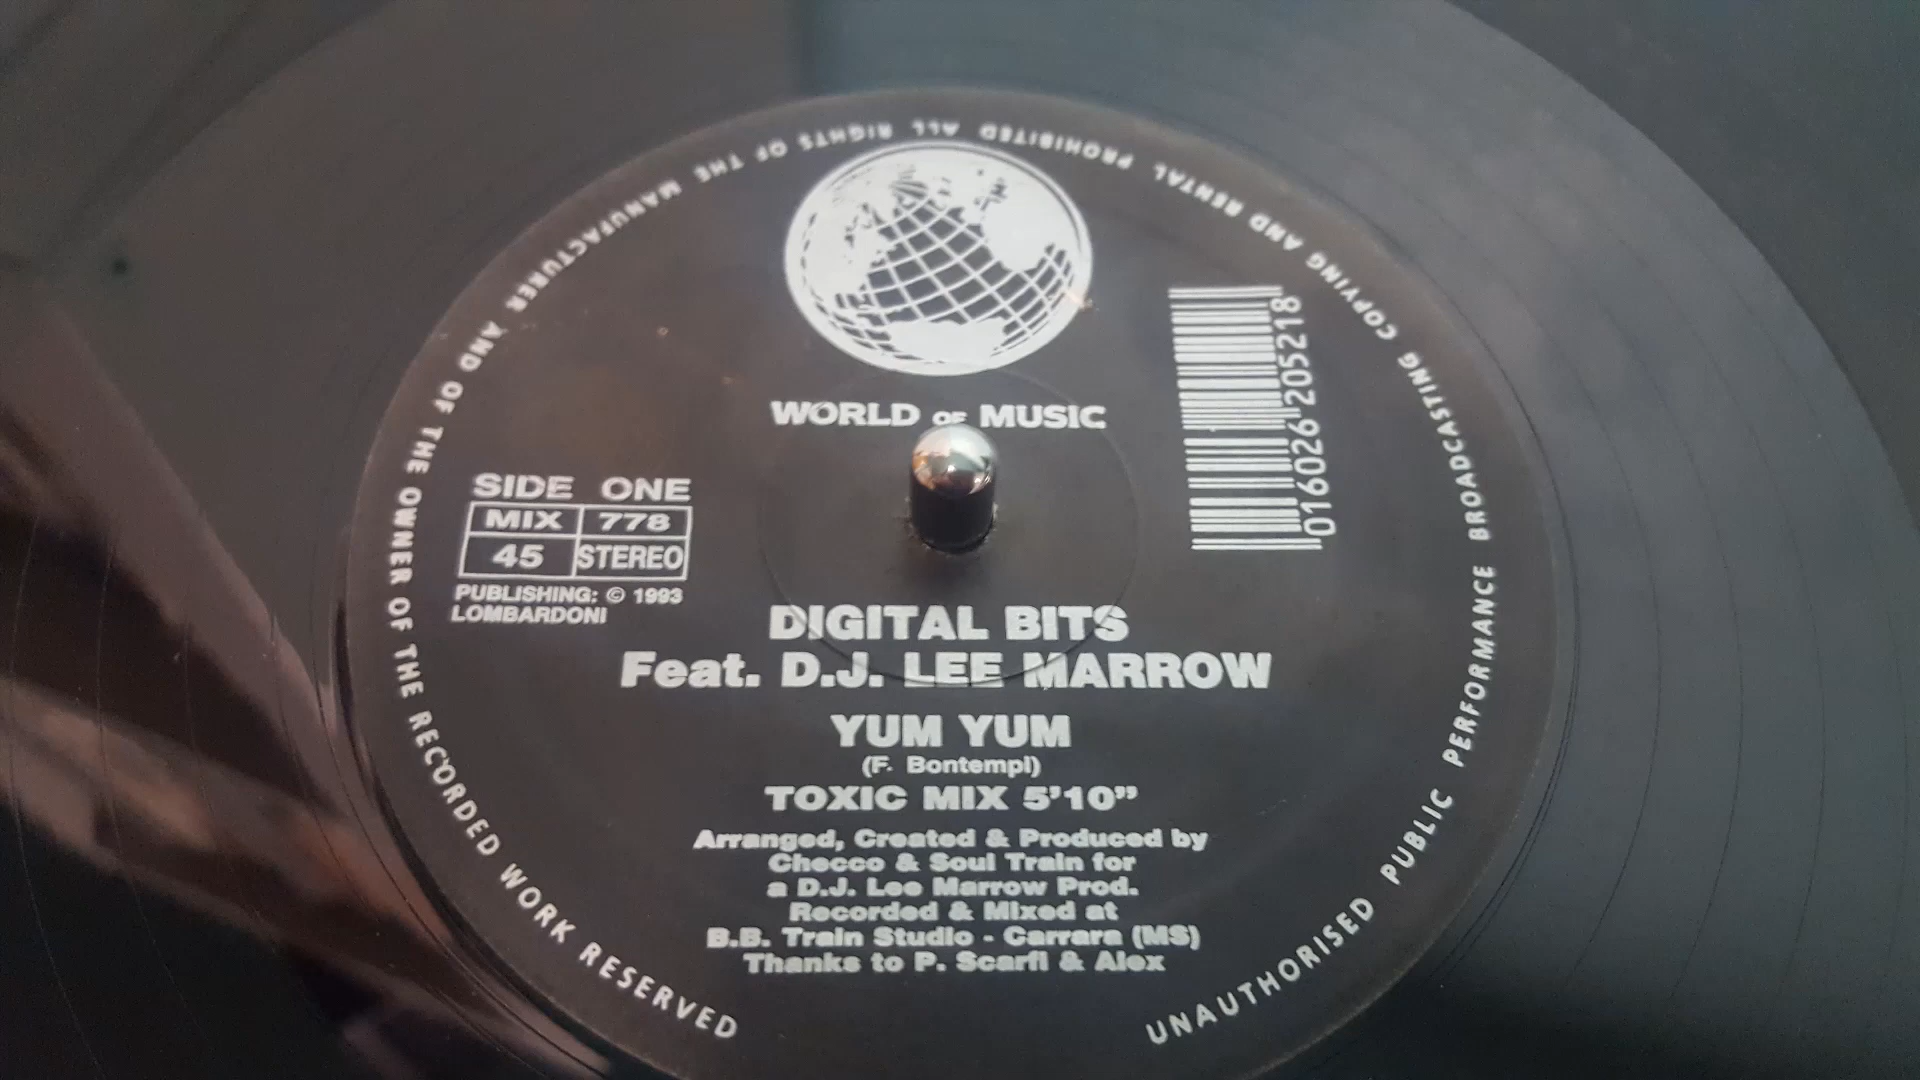 UNAUTHORISED PUBLIC PERFORMANCE BROADCASTING COPYING AND RENTAL PROHIBITED ALL RIGHTS OF THE MANUFACTURER AND OF THE OWNER OF THE RECORDED WORK RESERVED
WORLD OF MUSIC
016026 205218
SIDE ONE
MIX 778
45 STEREO
PUBLISHING: © 1993
LOMBARDONI
DIGITAL BITS
Feat. D.J. LEE MARROW
YUM YUM
(F. Bontempi)
TOXIC MIX 5'10"
Arranged, Created & Produced by
Checco & Soul Train for
a D.J. Lee Marrow Prod.
Recorded & Mixed at
B.B. Train Studio - Carrara (MS)
Thanks to P. Scarfi & Alex